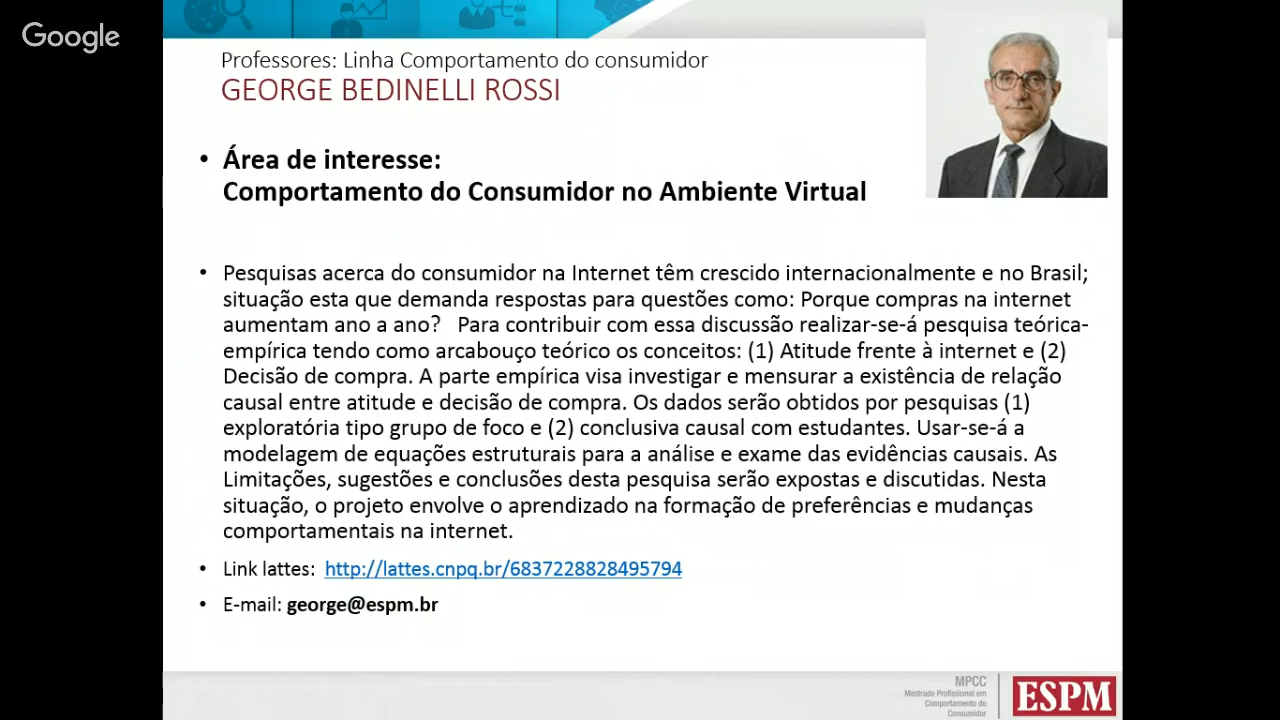 Google
Professores: Linha Comportamento do consumidor
GEORGE BEDINELLI ROSSI
• Área de interesse:
Comportamento do Consumidor no Ambiente Virtual
• Pesquisas acerca do consumidor na Internet têm crescido internacionalmente e no Brasil;
situação esta que demanda respostas para questões como: Porque compras na internet
aumentam ano a ano? Para contribuir com essa discussão realizar-se-á pesquisa teórica-
empírica tendo como arcabouço teórico os conceitos: (1) Atitude frente à internet e (2)
Decisão de compra. A parte empírica visa investigar e mensurar a existência de relação
causal entre atitude e decisão de compra. Os dados serão obtidos por pesquisas (1)
exploratória tipo grupo de foco e (2) conclusiva causal com estudantes. Usar-se-á a
modelagem de equações estruturais para a análise e exame das evidências causais. As
Limitações, sugestões e conclusões desta pesquisa serão expostas e discutidas. Nesta
situação, o projeto envolve o aprendizado na formação de preferências e mudanças
comportamentais na internet.
• Link lattes: http://lattes.cnpq.br/6837228828495794
• E-mail: george@espm.br
MPCC
Mestrado Profissional em
Comportamento do
Consumidor
ESPM